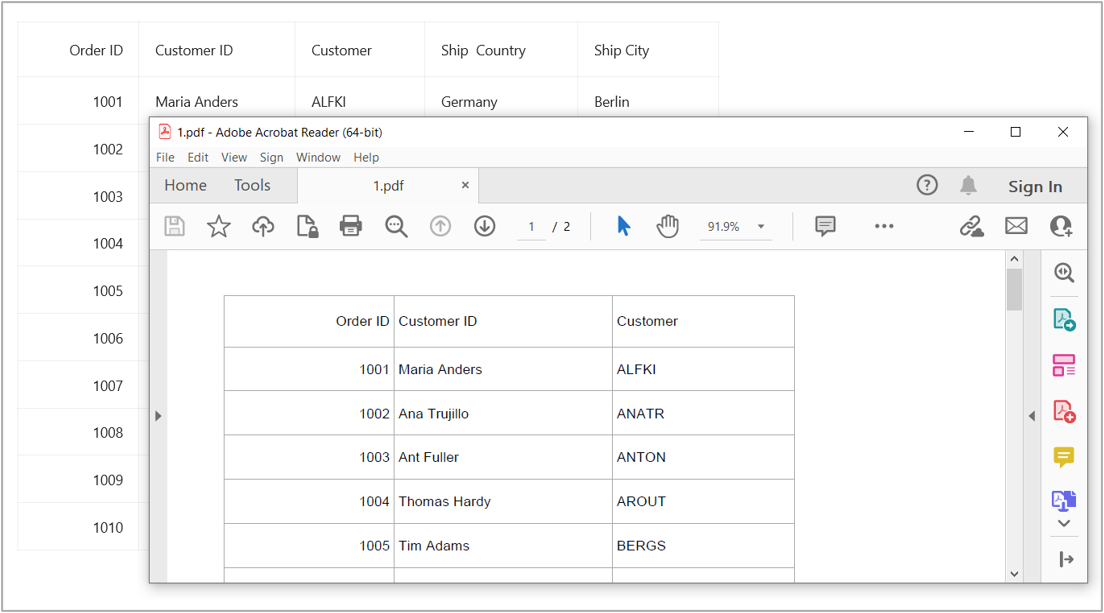 Order ID Customer ID Customer Ship  Country Ship City
1001 Maria Anders ALFKI Germany Berlin
1002
1003
1004
1005
1006
1007
1008
1009
1010
1.pdf - Adobe Acrobat Reader (64-bit)
File Edit View Sign Window Help
Home Tools 1.pdf × ? Sign In
1 / 2 91.9%
Order ID Customer ID Customer
1001 Maria Anders ALFKI
1002 Ana Trujillo ANATR
1003 Ant Fuller ANTON
1004 Thomas Hardy AROUT
1005 Tim Adams BERGS